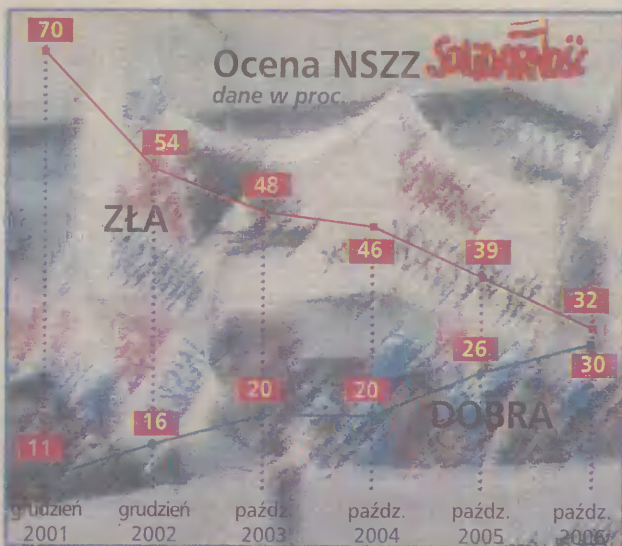 70
Ocena NSZZ Solidarność
dane w proc.
54
48
ZŁA
46
39
32
26
30
20
20
DOBRA
16
11
grudzień grudzień paźdz. paźdz. paźdz. paźdz.
2001 2002 2003 2004 2005 2006